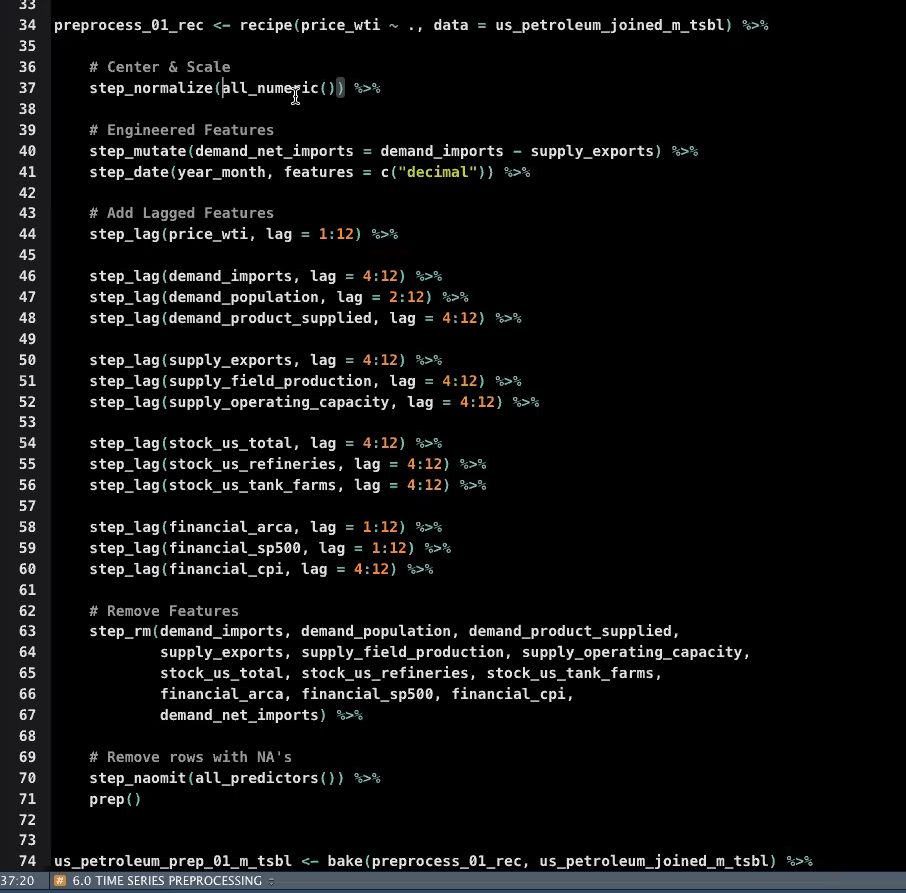 33
34 preprocess_01_rec <- recipe(price_wti ~ ., data = us_petroleum_joined_m_tsbl) %>%
35
36     # Center & Scale
37     step_normalize(all_numeric()) %>%
38
39     # Engineered Features
40     step_mutate(demand_net_imports = demand_imports - supply_exports) %>%
41     step_date(year_month, features = c("decimal")) %>%
42
43     # Add Lagged Features
44     step_lag(price_wti, lag = 1:12) %>%
45
46     step_lag(demand_imports, lag = 4:12) %>%
47     step_lag(demand_population, lag = 2:12) %>%
48     step_lag(demand_product_supplied, lag = 4:12) %>%
49
50     step_lag(supply_exports, lag = 4:12) %>%
51     step_lag(supply_field_production, lag = 4:12) %>%
52     step_lag(supply_operating_capacity, lag = 4:12) %>%
53
54     step_lag(stock_us_total, lag = 4:12) %>%
55     step_lag(stock_us_refineries, lag = 4:12) %>%
56     step_lag(stock_us_tank_farms, lag = 4:12) %>%
57
58     step_lag(financial_arca, lag = 1:12) %>%
59     step_lag(financial_sp500, lag = 1:12) %>%
60     step_lag(financial_cpi, lag = 4:12) %>%
61
62     # Remove Features
63     step_rm(demand_imports, demand_population, demand_product_supplied,
64             supply_exports, supply_field_production, supply_operating_capacity,
65             stock_us_total, stock_us_refineries, stock_us_tank_farms,
66             financial_arca, financial_sp500, financial_cpi,
67             demand_net_imports) %>%
68
69     # Remove rows with NA's
70     step_naomit(all_predictors()) %>%
71     prep()
72
73
74 us_petroleum_prep_01_m_tsbl <- bake(preprocess_01_rec, us_petroleum_joined_m_tsbl) %>%
37:20 # 6.0 TIME SERIES PREPROCESSING